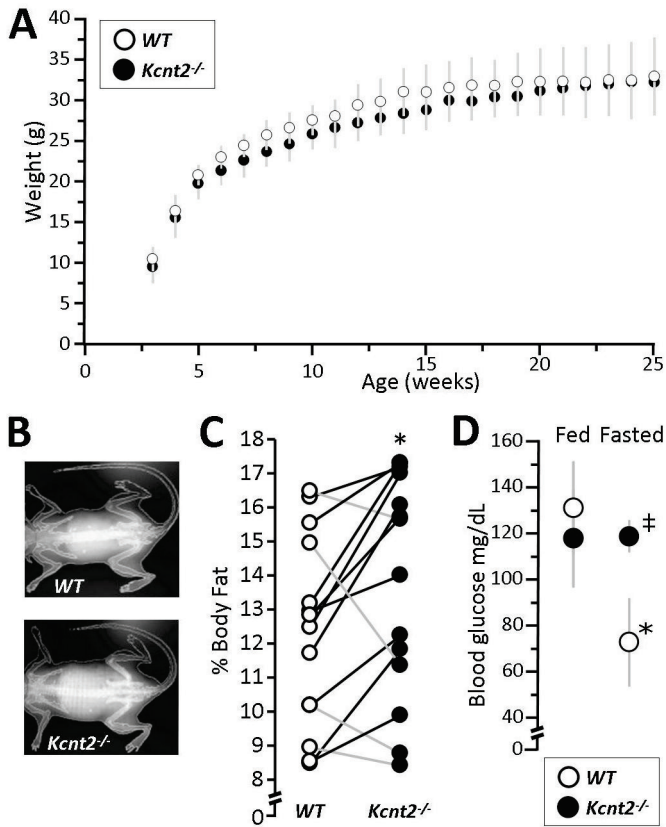 A
WT
Kcnt2-/-
Weight (g)
40
35
30
25
20
15
10
5
0
0 5 10 15 20 25
Age (weeks)
B
WT
Kcnt2-/-
C
% Body Fat
18
17
16
15
14
13
12
11
10
9
8
0
*
WT Kcnt2-/-
D
Fed Fasted
Blood glucose mg/dL
160
140
120
100
80
60
40
0
‡
*
WT
Kcnt2-/-